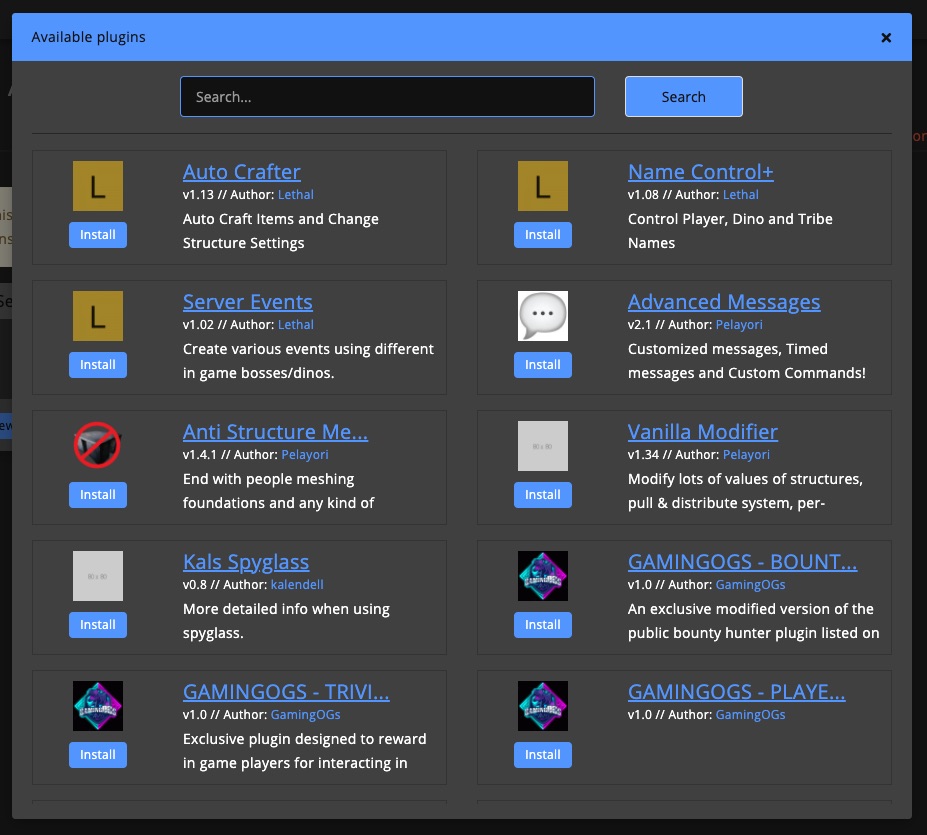 Available plugins
×
Search...
Search
Auto Crafter
v1.13 // Author: Lethal
Auto Craft Items and Change
Structure Settings
L
Install
Name Control+
v1.08 // Author: Lethal
Control Player, Dino and Tribe
Names
L
Install
Server Events
v1.02 // Author: Lethal
Create various events using different
in game bosses/dinos.
L
Install
Advanced Messages
v2.1 // Author: Pelayori
Customized messages, Timed
messages and Custom Commands!
Install
Anti Structure Me...
v1.4.1 // Author: Pelayori
End with people meshing
foundations and any kind of
Install
Vanilla Modifier
v1.34 // Author: Pelayori
Modify lots of values of structures,
pull & distribute system, per-
80 x 80
Install
Kals Spyglass
v0.8 // Author: kalendell
More detailed info when using
spyglass.
80 x 80
Install
GAMINGOGS - BOUNT...
v1.0 // Author: GamingOGs
An exclusive modified version of the
public bounty hunter plugin listed on
GAMINGOGS
Install
GAMINGOGS - TRIVI...
v1.0 // Author: GamingOGs
Exclusive plugin designed to reward
in game players for interacting in
GAMINGOGS
Install
GAMINGOGS - PLAYE...
v1.0 // Author: GamingOGs
GAMINGOGS
Install